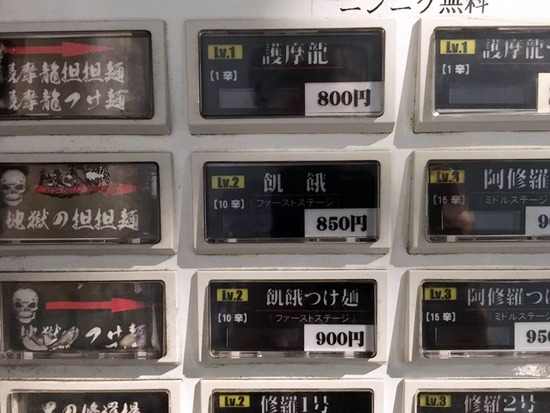 ニンニク無料
護摩龍担担麺
護摩龍つけ麺
Lv.1
護摩龍
【1辛】
800円
Lv.1
護摩龍
【1辛】
地獄の担担麺
Lv.2
飢餓
【10辛】
(ファーストステージ)
850円
Lv.3
阿修羅
【15辛】
ミドルステージ
地獄のつけ麺
Lv.2
飢餓つけ麺
【10辛】
(ファーストステージ)
900円
Lv.3
阿修羅つけ
【15辛】
(ミドルステージ
950
Lv.2
修羅1号
Lv.3
修羅2号